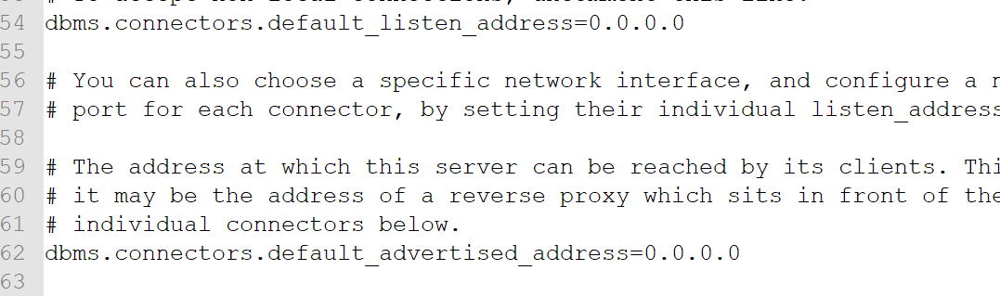 54 dbms.connectors.default_listen_address=0.0.0.0
55
56 # You can also choose a specific network interface, and configure a
57 # port for each connector, by setting their individual listen_address
58
59 # The address at which this server can be reached by its clients.
60 # it may be the address of a reverse proxy which sits in front of the
61 # individual connectors below.
62 dbms.connectors.default_advertised_address=0.0.0.0
63